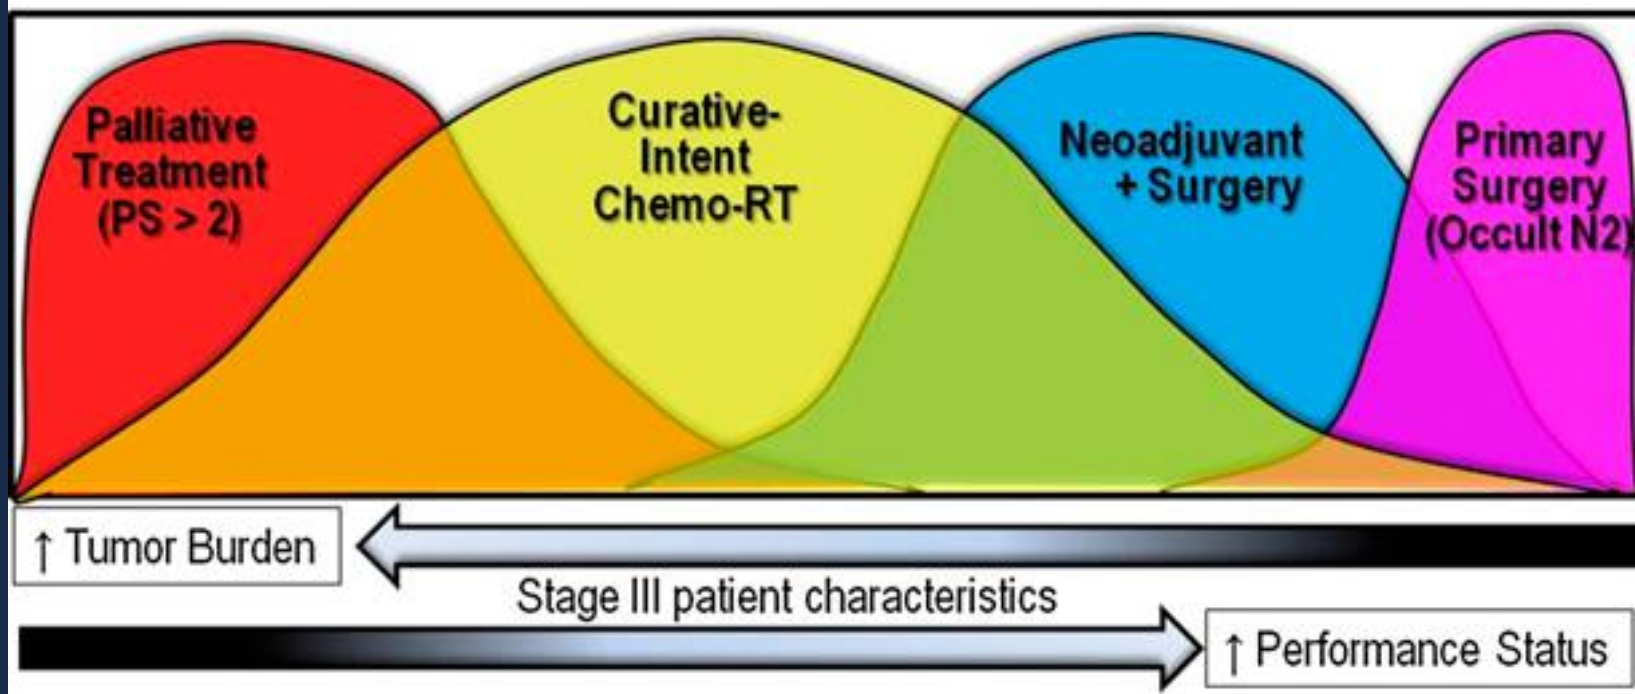 Palliative
Treatment
(PS > 2)
Curative-
Intent
Chemo-RT
Neoadjuvant
+ Surgery
Primary
Surgery
(Occult N2)
↑ Tumor Burden
Stage III patient characteristics
↑ Performance Status